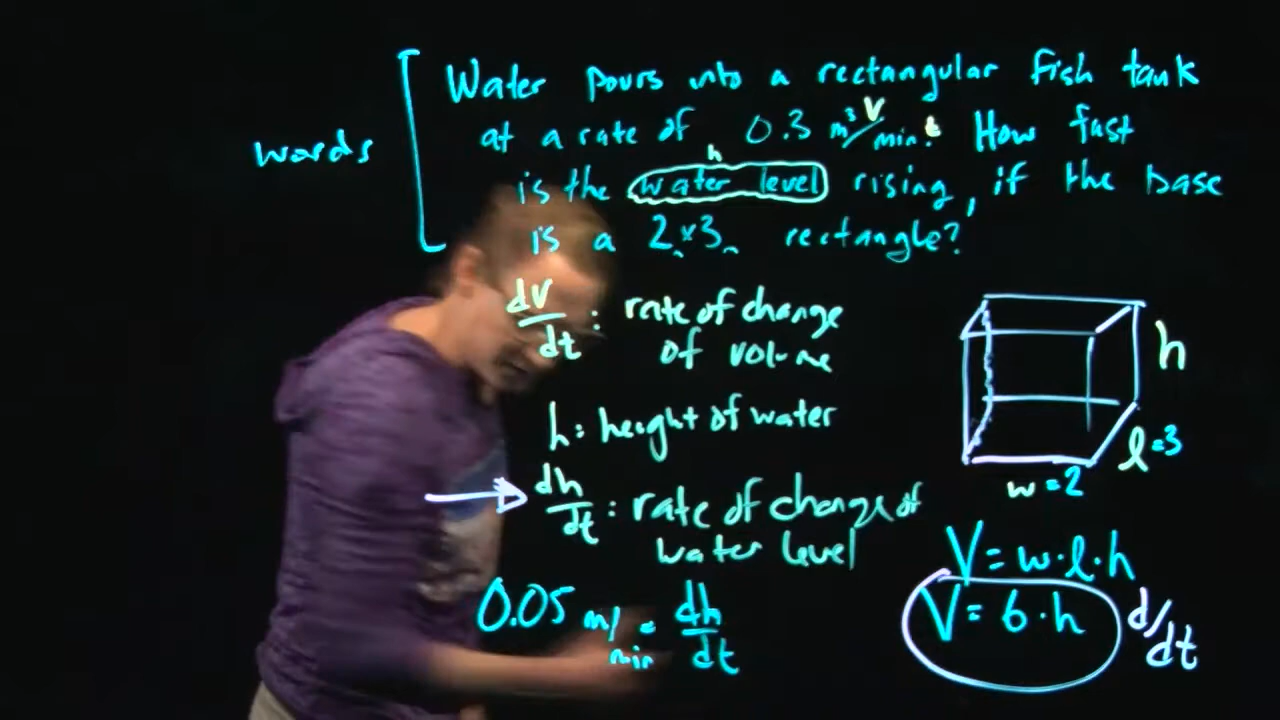 words
Water pours into a rectangular fish tank
at a rate of 0.3 m³/min. How fast
V
t
h
is the water level rising, if the base
is a 2x3 rectangle?
dV/dt : rate of change
of volume
h: height of water
dh/dt : rate of change of
water level
0.05 m/min = dh/dt
h
l=3
w=2
V=w·l·h
V=6·h d/dt